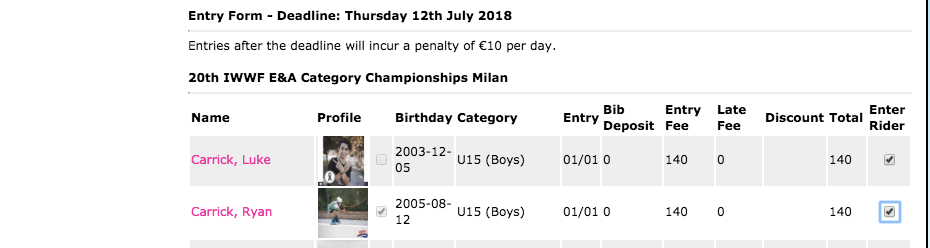 Entry Form - Deadline: Thursday 12th July 2018
Entries after the deadline will incur a penalty of €10 per day.
20th IWWF E&A Category Championships Milan
Name Profile Birthday Category Entry Bib Deposit Entry Fee Late Fee Discount Total Enter Rider
Carrick, Luke 2003-12-05 U15 (Boys) 01/01 0 140 0 140
Carrick, Ryan 2005-08-12 U15 (Boys) 01/01 0 140 0 140